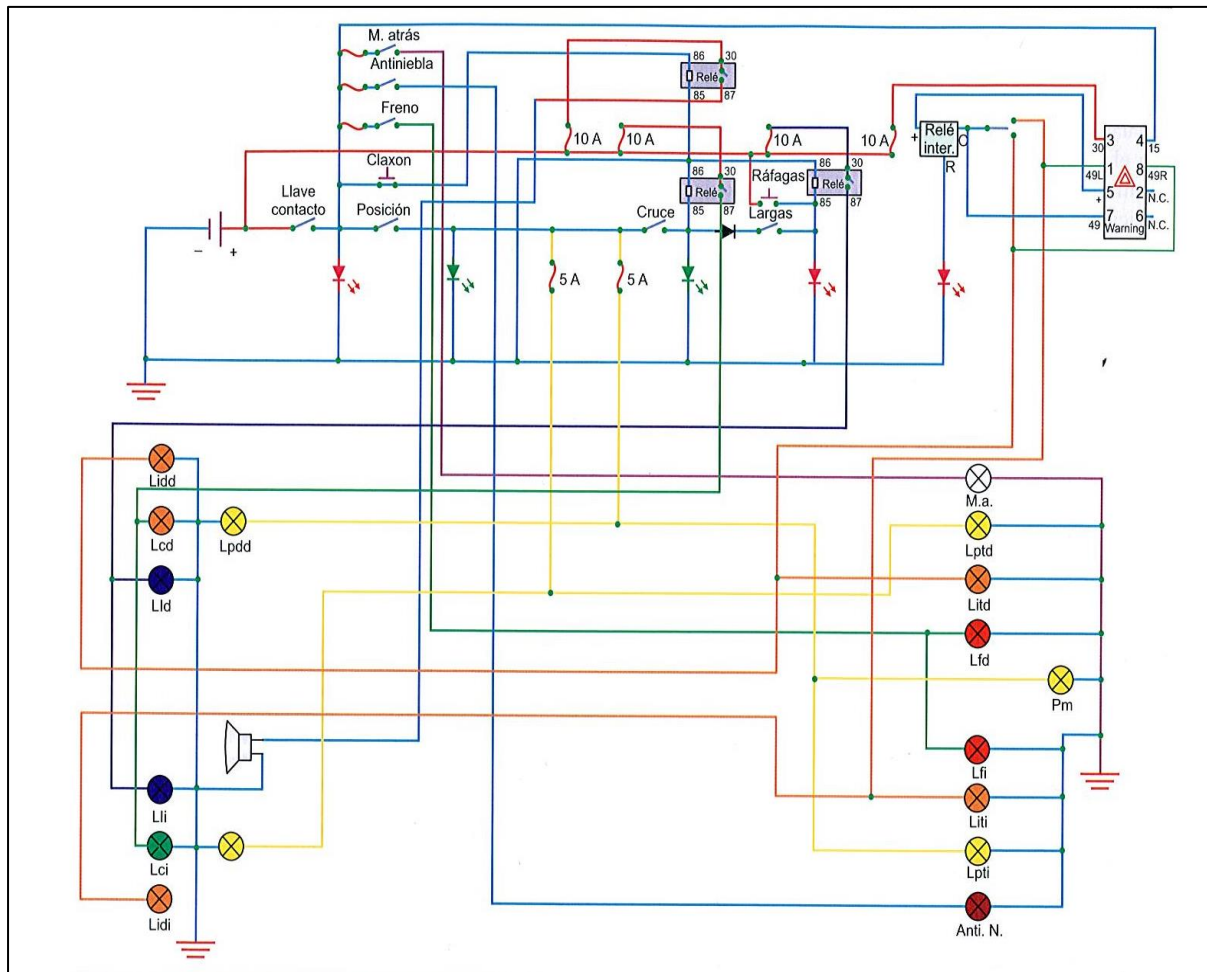 M. atrás
Antiniebla
Freno
Claxon
Llave
contacto
Posición
86
30
Relé
85
87
10 A
10 A
10 A
10 A
86
30
Relé
85
87
Ráfagas
86
30
Relé
85
87
Cruce
Largas
+
Relé
inter.
C
R
3
4
30
15
1
8
49L
49R
5
2
+
N.C.
7
6
49
Warning
N.C.
−
+
5 A
5 A
Lidd
Lcd
Lpdd
Lld
Lli
Lci
Lidi
M.a.
Lptd
Litd
Lfd
Pm
Lfi
Liti
Lpti
Anti. N.